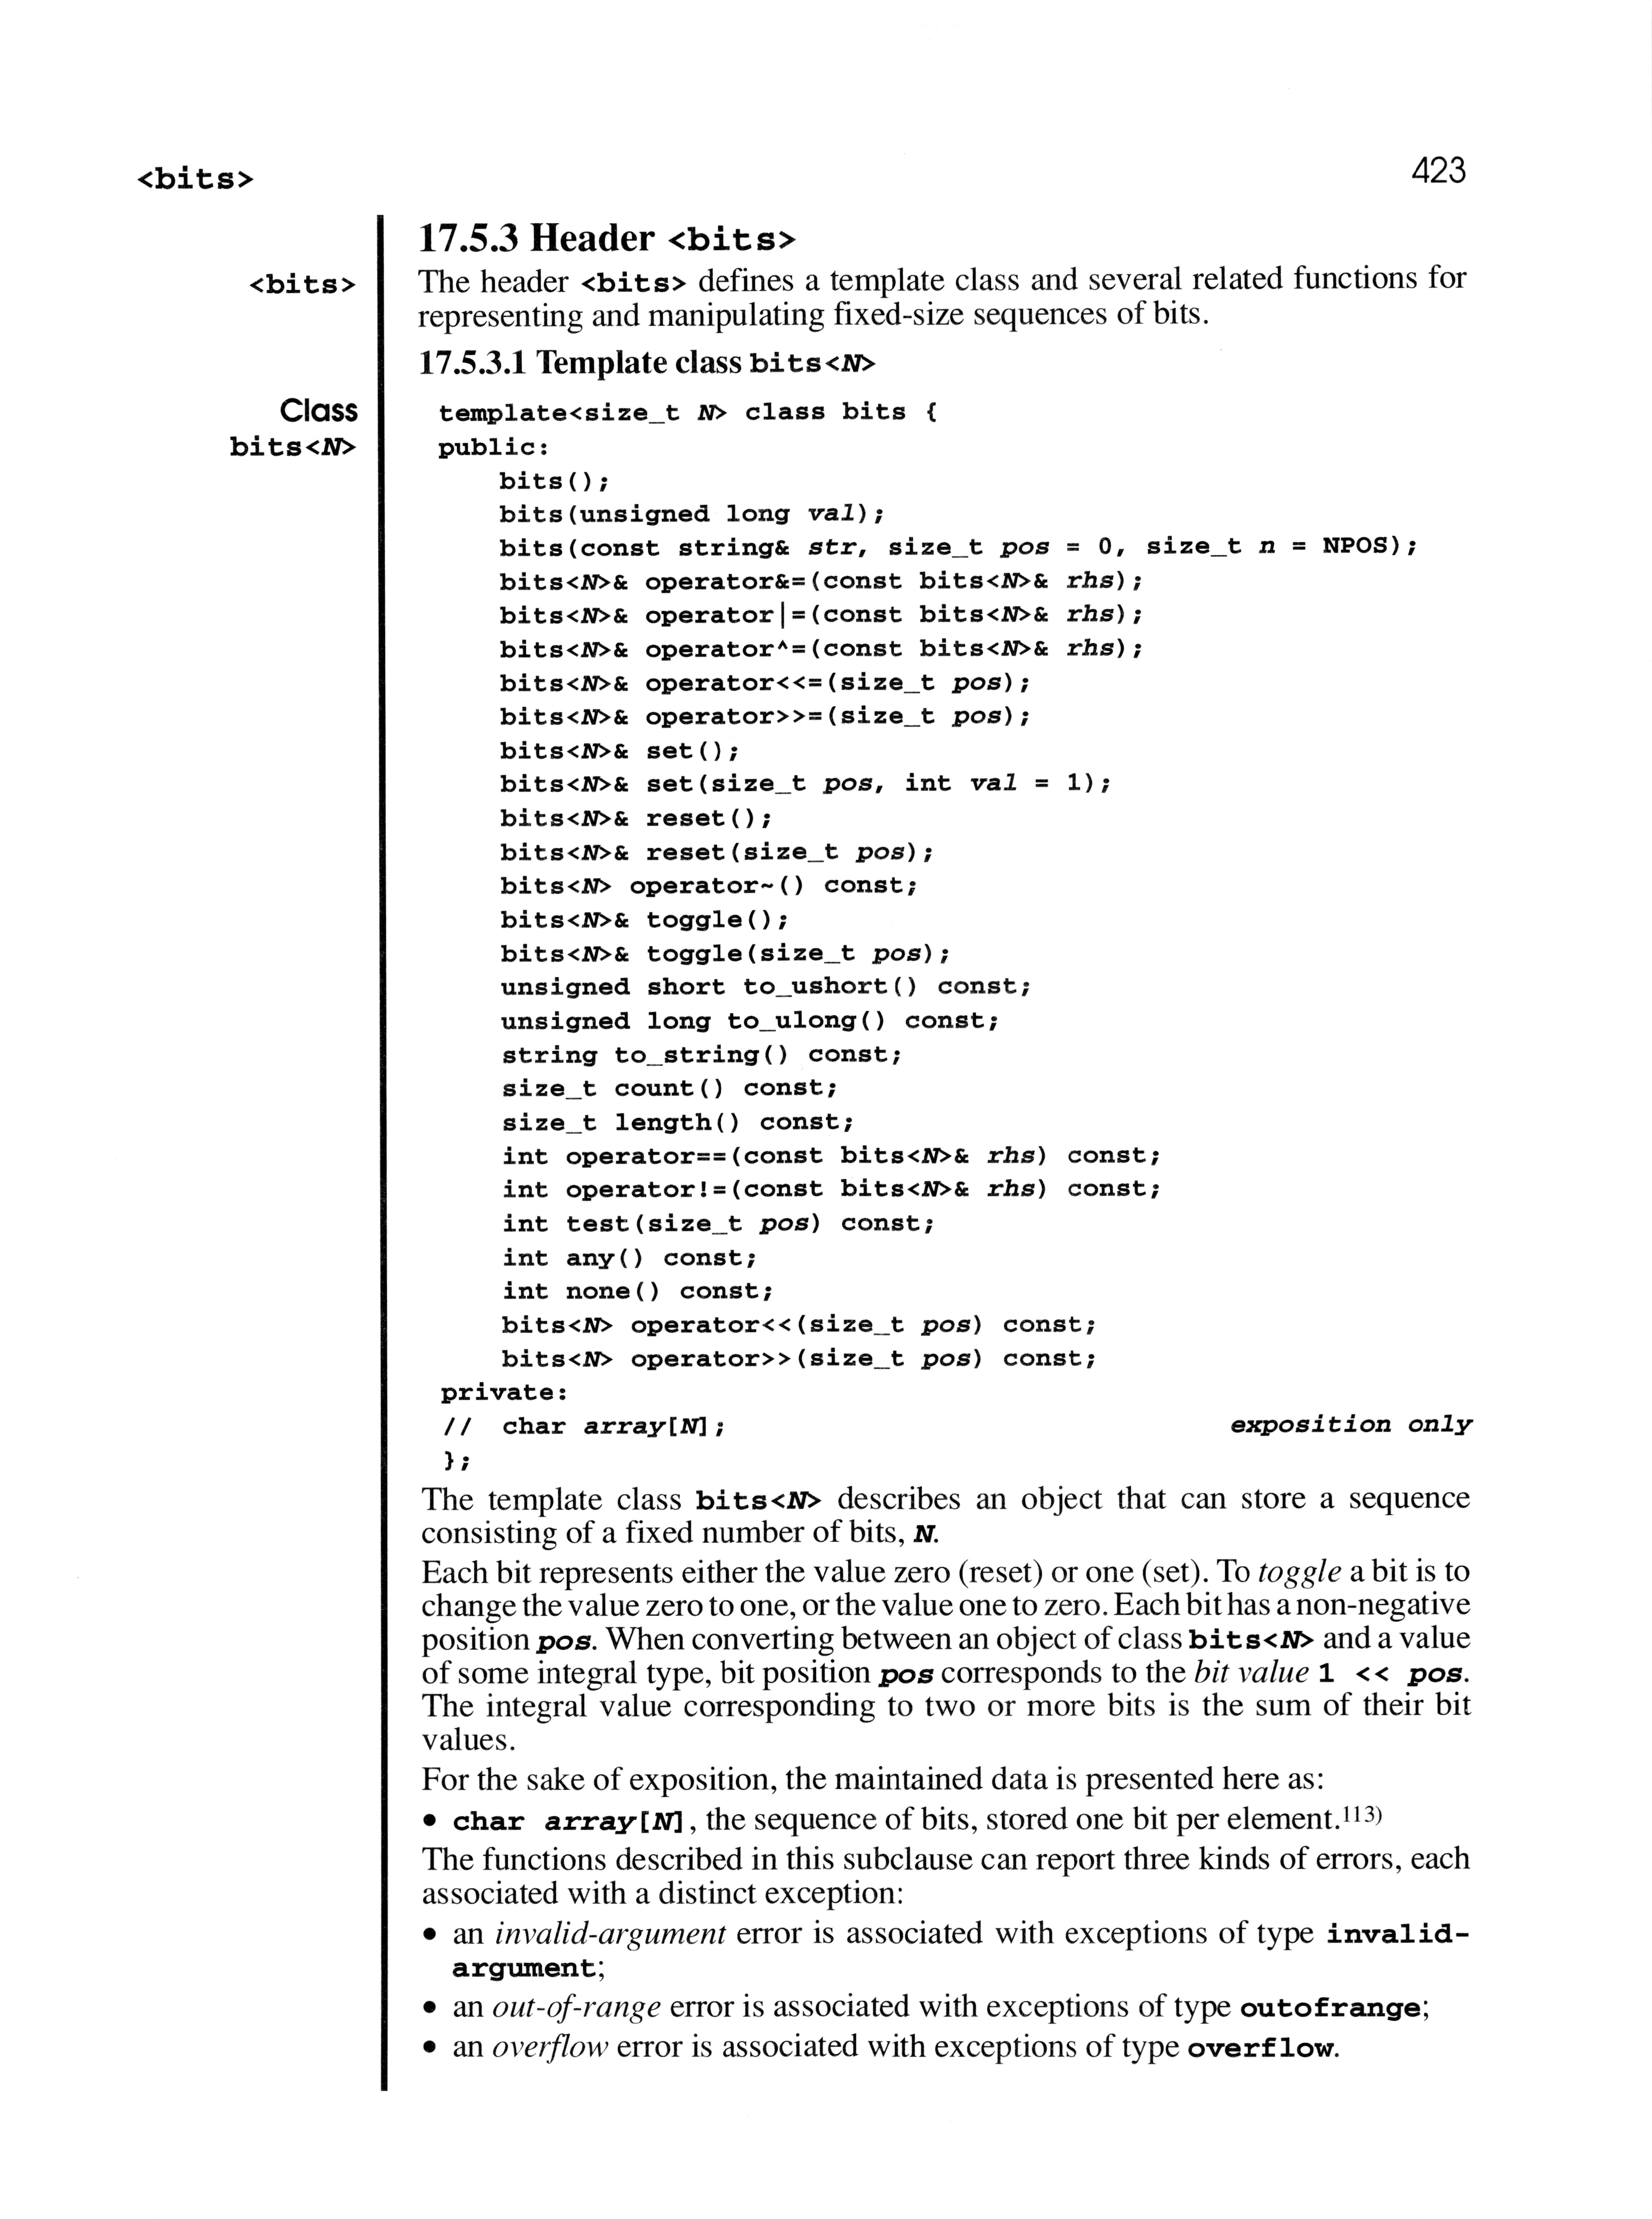 <bits>
423
17.5.3 Header <bits>
<bits>
The header <bits> defines a template class and several related functions for
representing and manipulating fixed-size sequences of bits.
17.5.3.1 Template class bits<N>
Class
bits<N>
template<size_t N> class bits {
public:
bits();
bits(unsigned long val);
bits(const string& str, size_t pos = 0, size_t n = NPOS);
bits<N>& operator&=(const bits<N>& rhs);
bits<N>& operator|=(const bits<N>& rhs);
bits<N>& operator^=(const bits<N>& rhs);
bits<N>& operator<<=(size_t pos);
bits<N>& operator>>=(size_t pos);
bits<N>& set();
bits<N>& set(size_t pos, int val = 1);
bits<N>& reset();
bits<N>& reset(size_t pos);
bits<N> operator~() const;
bits<N>& toggle();
bits<N>& toggle(size_t pos);
unsigned short to_ushort() const;
unsigned long to_ulong() const;
string to_string() const;
size_t count() const;
size_t length() const;
int operator==(const bits<N>& rhs) const;
int operator!=(const bits<N>& rhs) const;
int test(size_t pos) const;
int any() const;
int none() const;
bits<N> operator<<(size_t pos) const;
bits<N> operator>>(size_t pos) const;
private:
// char array[N]; exposition only
};
The template class bits<N> describes an object that can store a sequence
consisting of a fixed number of bits, N.
Each bit represents either the value zero (reset) or one (set). To toggle a bit is to
change the value zero to one, or the value one to zero. Each bit has a non-negative
position pos. When converting between an object of class bits<N> and a value
of some integral type, bit position pos corresponds to the bit value 1 << pos.
The integral value corresponding to two or more bits is the sum of their bit
values.
For the sake of exposition, the maintained data is presented here as:
• char array[N], the sequence of bits, stored one bit per element.113)
The functions described in this subclause can report three kinds of errors, each
associated with a distinct exception:
• an invalid-argument error is associated with exceptions of type invalid-
argument;
• an out-of-range error is associated with exceptions of type outofrange;
• an overflow error is associated with exceptions of type overflow.